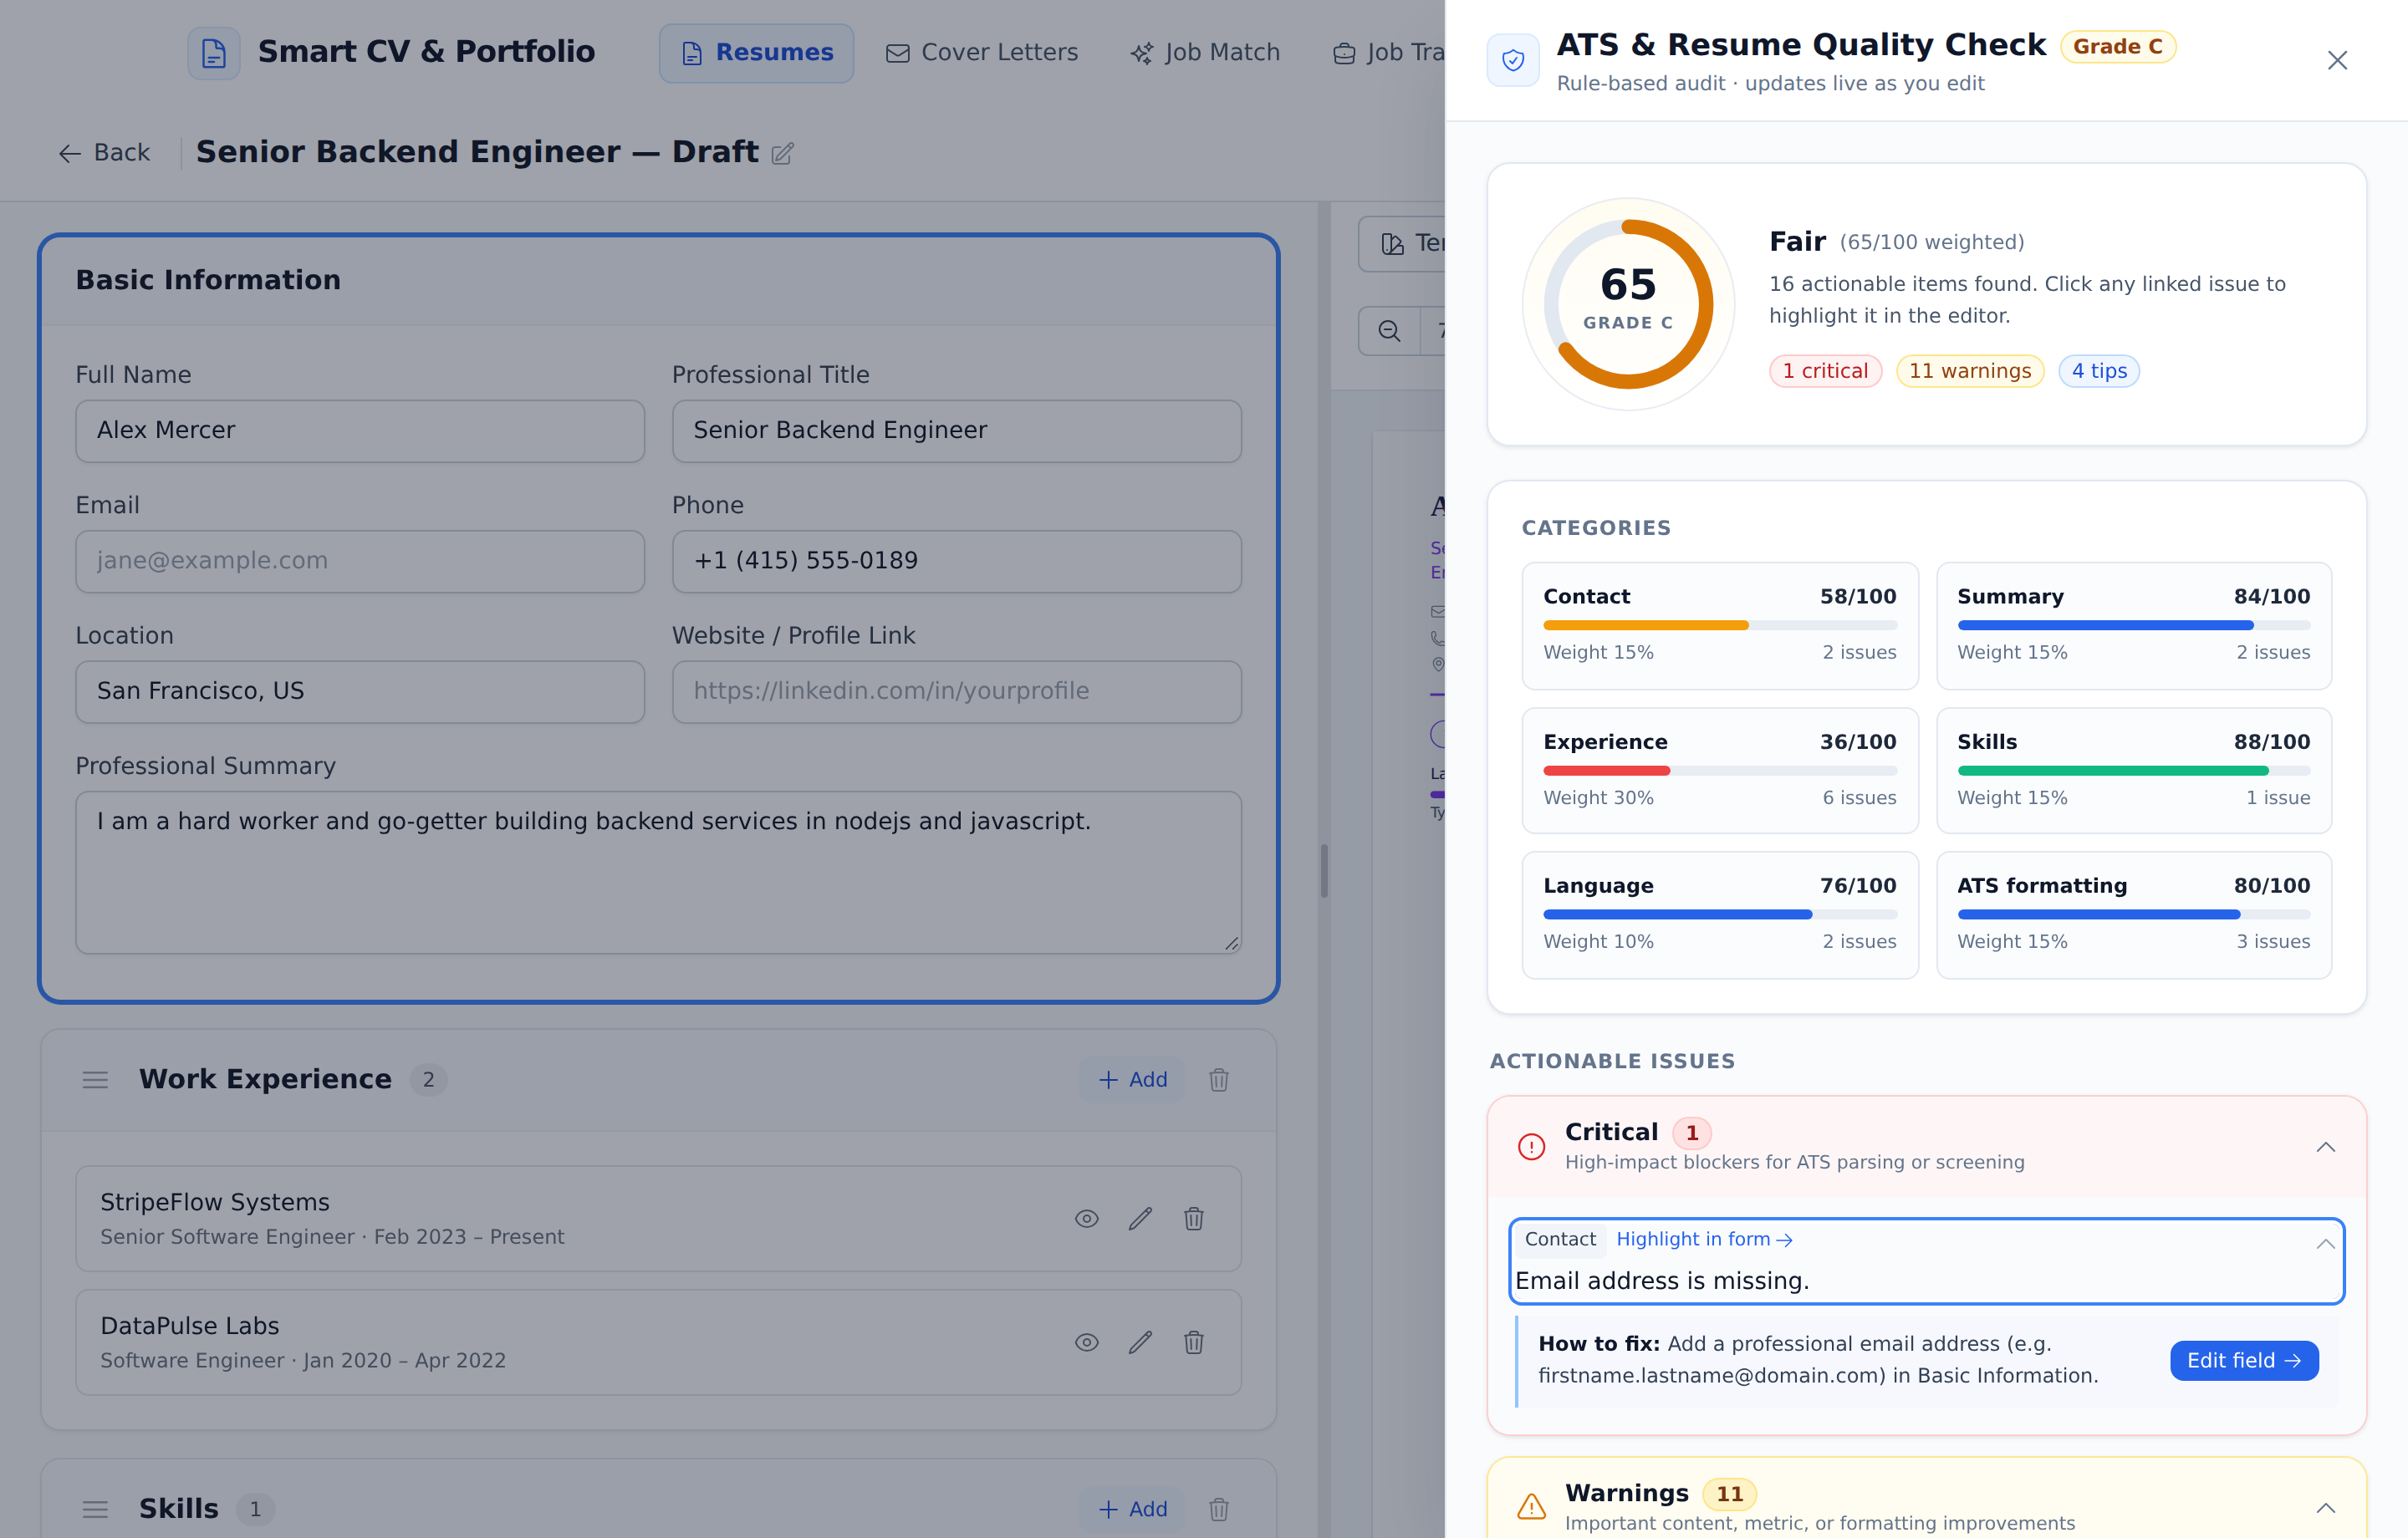 Smart CV & Portfolio
Resumes
Cover Letters
Job Match
Job Tra
Back
Senior Backend Engineer — Draft
Basic Information
Full Name
Professional Title
Alex Mercer
Senior Backend Engineer
Email
Phone
jane@example.com
+1 (415) 555-0189
Location
Website / Profile Link
San Francisco, US
https://linkedin.com/in/yourprofile
Professional Summary
I am a hard worker and go-getter building backend services in nodejs and javascript.
Work Experience 2
Add
StripeFlow Systems
Senior Software Engineer · Feb 2023 – Present
DataPulse Labs
Software Engineer · Jan 2020 – Apr 2022
Skills 1
Add
ATS & Resume Quality Check Grade C
Rule-based audit · updates live as you edit
65
GRADE C
Fair (65/100 weighted)
16 actionable items found. Click any linked issue to
highlight it in the editor.
1 critical
11 warnings
4 tips
CATEGORIES
Contact 58/100
Weight 15% 2 issues
Summary 84/100
Weight 15% 2 issues
Experience 36/100
Weight 30% 6 issues
Skills 88/100
Weight 15% 1 issue
Language 76/100
Weight 10% 2 issues
ATS formatting 80/100
Weight 15% 3 issues
ACTIONABLE ISSUES
Critical 1
High-impact blockers for ATS parsing or screening
Contact Highlight in form →
Email address is missing.
How to fix: Add a professional email address (e.g.
firstname.lastname@domain.com) in Basic Information.
Edit field →
Warnings 11
Important content, metric, or formatting improvements